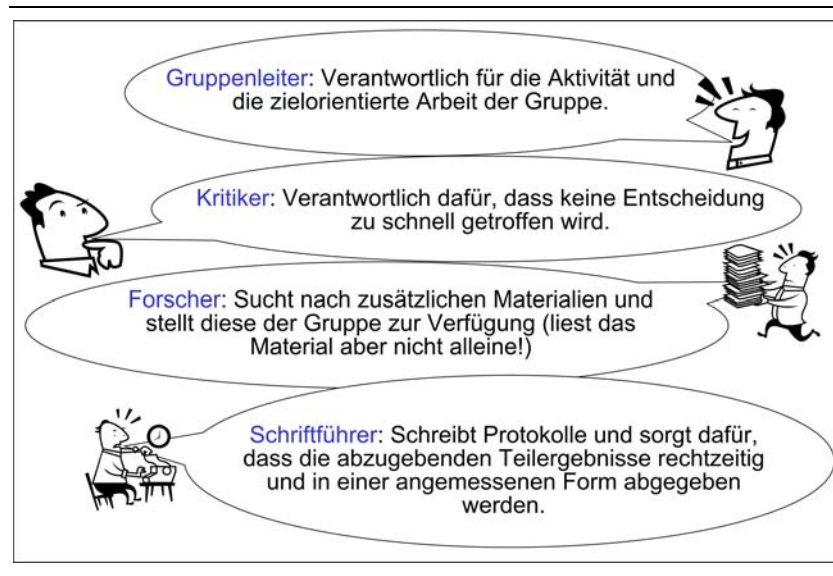 Gruppenleiter: Verantwortlich für die Aktivität und
die zielorientierte Arbeit der Gruppe.
Kritiker: Verantwortlich dafür, dass keine Entscheidung
zu schnell getroffen wird.
Forscher: Sucht nach zusätzlichen Materialien und
stellt diese der Gruppe zur Verfügung (liest das
Material aber nicht alleine!)
Schriftführer: Schreibt Protokolle und sorgt dafür,
dass die abzugebenden Teilergebnisse rechtzeitig
und in einer angemessenen Form abgegeben
werden.